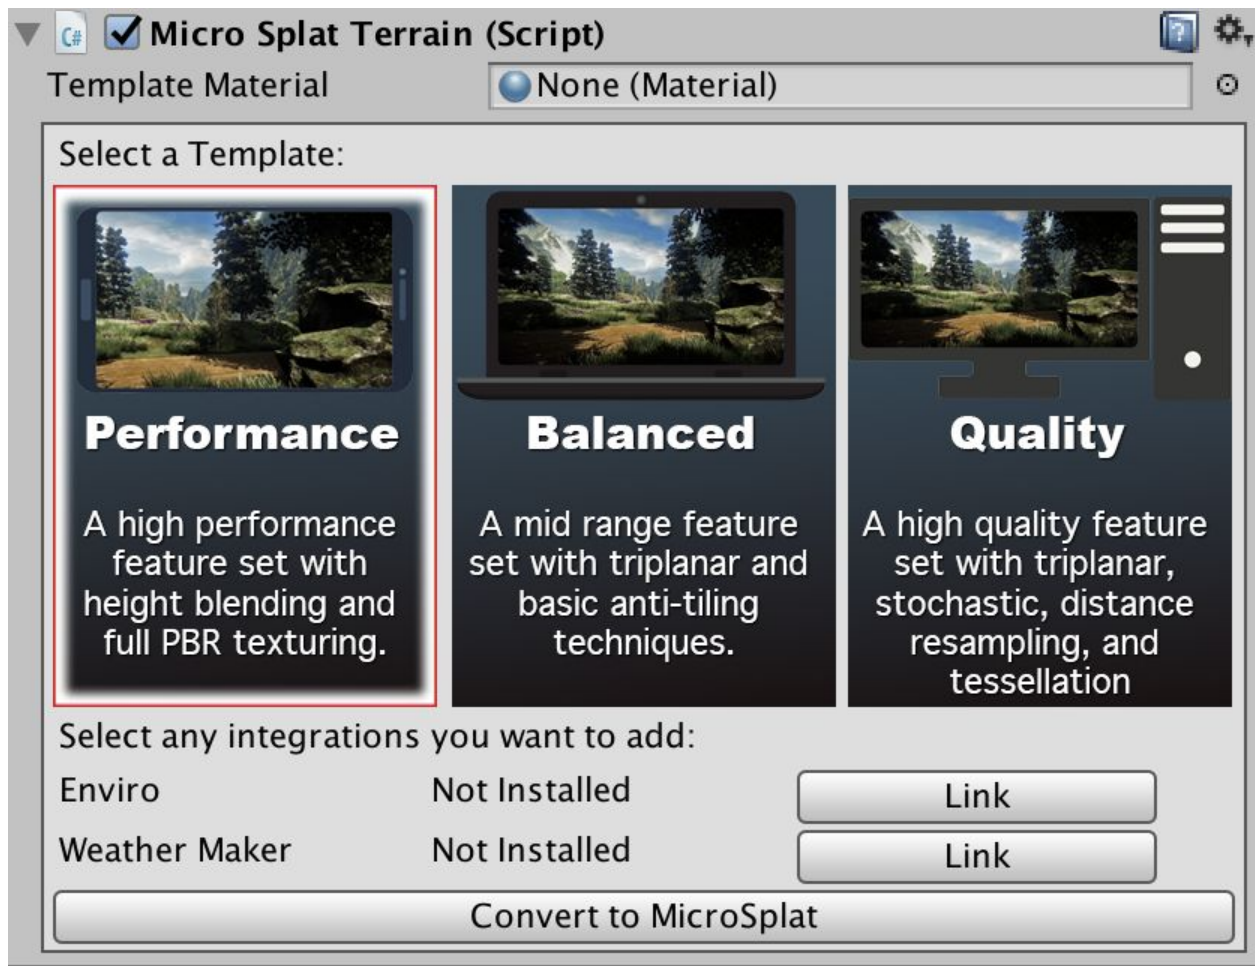 C# Micro Splat Terrain (Script) ?
Template Material None (Material)
Select a Template:
Performance
A high performance
feature set with
height blending and
full PBR texturing.
Balanced
A mid range feature
set with triplanar and
basic anti-tiling
techniques.
Quality
A high quality feature
set with triplanar,
stochastic, distance
resampling, and
tessellation
Select any integrations you want to add:
Enviro Not Installed Link
Weather Maker Not Installed Link
Convert to MicroSplat